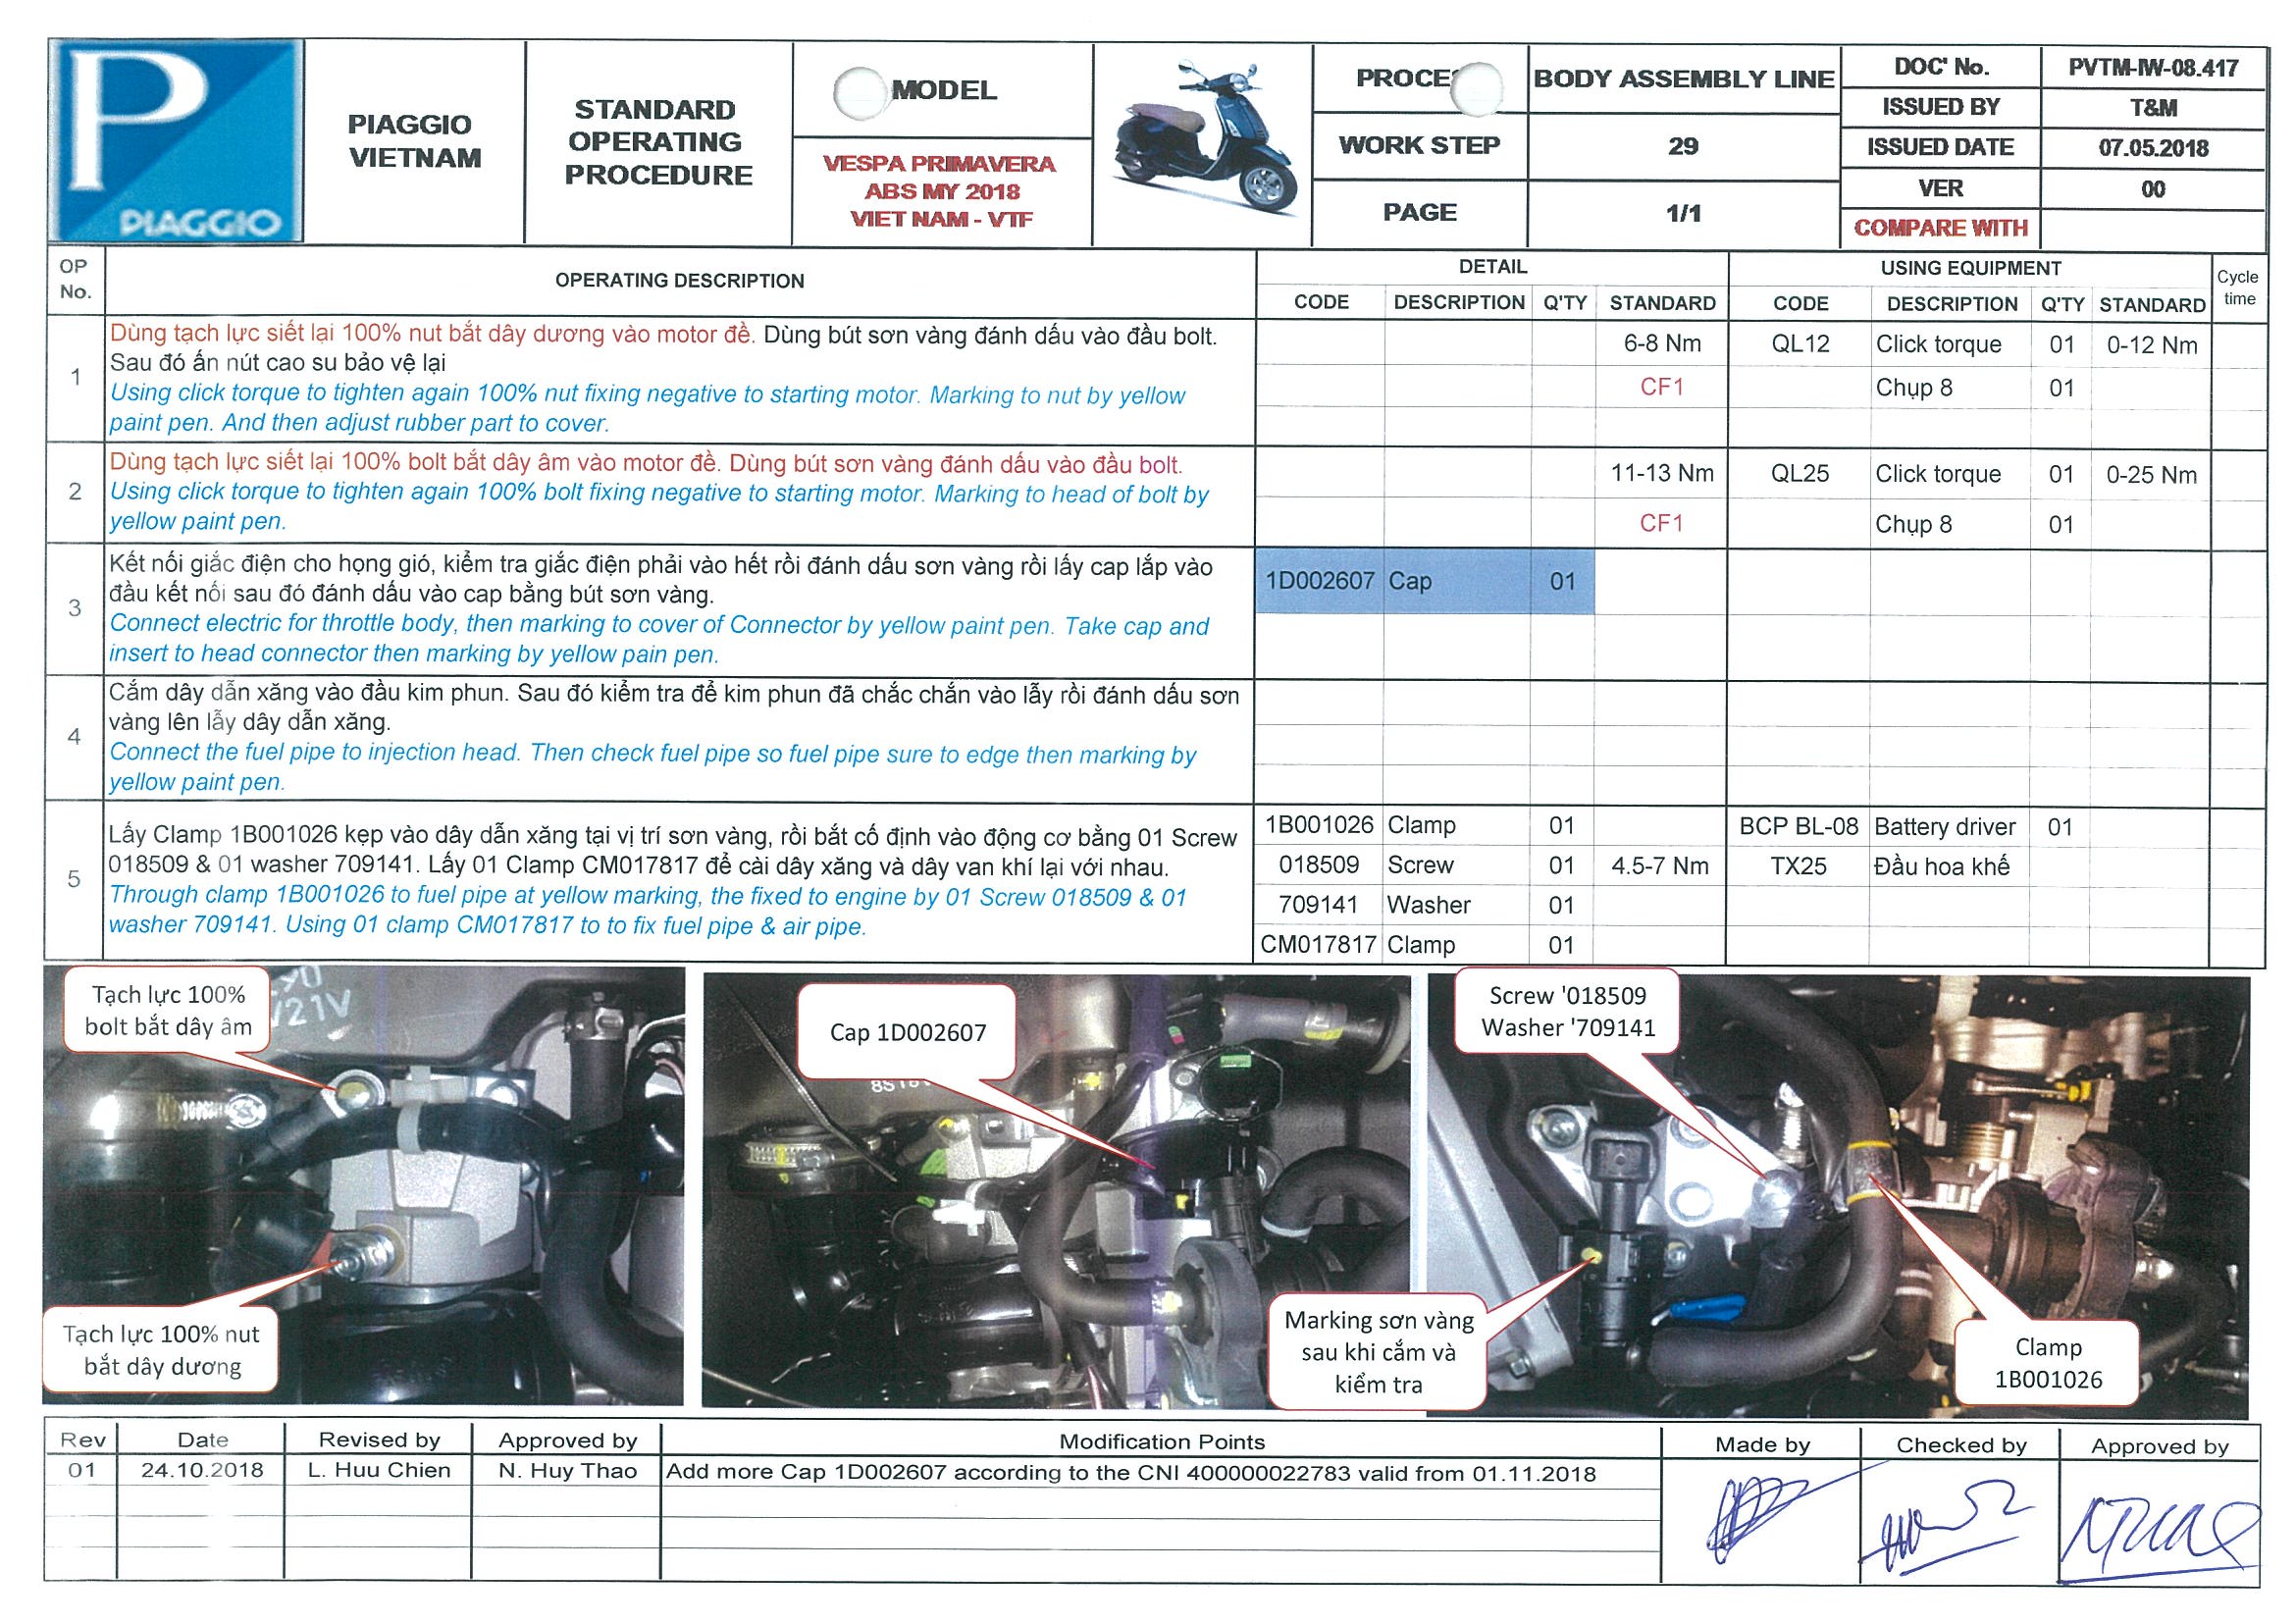 PIAGGIO
PIAGGIO
VIETNAM
STANDARD
OPERATING
PROCEDURE
MODEL
VESPA PRIMAVERA
ABS MY 2018
VIET NAM - VTF
PROCE
BODY ASSEMBLY LINE
WORK STEP
29
PAGE
1/1
DOC' No.
PVTM-IW-08.417
ISSUED BY
T&M
ISSUED DATE
07.05.2018
VER
00
COMPARE WITH
OP
No.
OPERATING DESCRIPTION
DETAIL
USING EQUIPMENT
Cycle
time
CODE DESCRIPTION Q'TY STANDARD CODE DESCRIPTION Q'TY STANDARD
1
Dùng tạch lực siết lại 100% nut bắt dây dương vào motor đề. Dùng bút sơn vàng đánh dấu vào đầu bolt.
Sau đó ấn nút cao su bảo vệ lại
Using click torque to tighten again 100% nut fixing negative to starting motor. Marking to nut by yellow
paint pen. And then adjust rubber part to cover.
6-8 Nm QL12 Click torque 01 0-12 Nm
CF1 Chụp 8 01
2
Dùng tạch lực siết lại 100% bolt bắt dây âm vào motor đề. Dùng bút sơn vàng đánh dấu vào đầu bolt.
Using click torque to tighten again 100% bolt fixing negative to starting motor. Marking to head of bolt by
yellow paint pen.
11-13 Nm QL25 Click torque 01 0-25 Nm
CF1 Chụp 8 01
3
Kết nối giắc điện cho họng gió, kiểm tra giắc điện phải vào hết rồi đánh dấu sơn vàng rồi lấy cap lắp vào
đầu kết nối sau đó đánh dấu vào cap bằng bút sơn vàng.
Connect electric for throttle body, then marking to cover of Connector by yellow paint pen. Take cap and
insert to head connector then marking by yellow pain pen.
1D002607 Cap 01
4
Cắm dây dẫn xăng vào đầu kim phun. Sau đó kiểm tra để kim phun đã chắc chắn vào lẫy rồi đánh dấu sơn
vàng lên lẫy dây dẫn xăng.
Connect the fuel pipe to injection head. Then check fuel pipe so fuel pipe sure to edge then marking by
yellow paint pen.
5
Lấy Clamp 1B001026 kẹp vào dây dẫn xăng tại vị trí sơn vàng, rồi bắt cố định vào động cơ bằng 01 Screw
018509 & 01 washer 709141. Lấy 01 Clamp CM017817 để cài dây xăng và dây van khí lại với nhau.
Through clamp 1B001026 to fuel pipe at yellow marking, the fixed to engine by 01 Screw 018509 & 01
washer 709141. Using 01 clamp CM017817 to to fix fuel pipe & air pipe.
1B001026 Clamp 01 BCP BL-08 Battery driver 01
018509 Screw 01 4.5-7 Nm TX25 Đầu hoa khế
709141 Washer 01
CM017817 Clamp 01
Tạch lực 100%
bolt bắt dây âm
Tạch lực 100% nut
bắt dây dương
Cap 1D002607
Screw '018509
Washer '709141
Marking sơn vàng
sau khi cắm và
kiểm tra
Clamp
1B001026
Rev Date Revised by Approved by Modification Points Made by Checked by Approved by
01 24.10.2018 L. Huu Chien N. Huy Thao Add more Cap 1D002607 according to the CNI 400000022783 valid from 01.11.2018